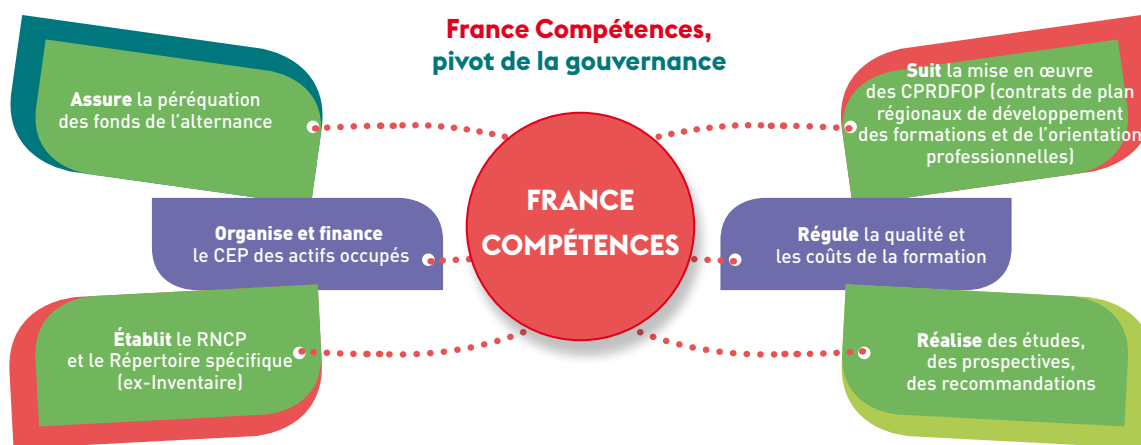 France Compétences,
pivot de la gouvernance
Assure la péréquation
des fonds de l’alternance
Organise et finance
le CEP des actifs occupés
Établit le RNCP
et le Répertoire spécifique
(ex-Inventaire)
FRANCE
COMPÉTENCES
Suit la mise en œuvre
des CPRDFOP (contrats de plan
régionaux de développement
des formations et de l’orientation
professionnelles)
Régule la qualité et
les coûts de la formation
Réalise des études,
des prospectives,
des recommandations